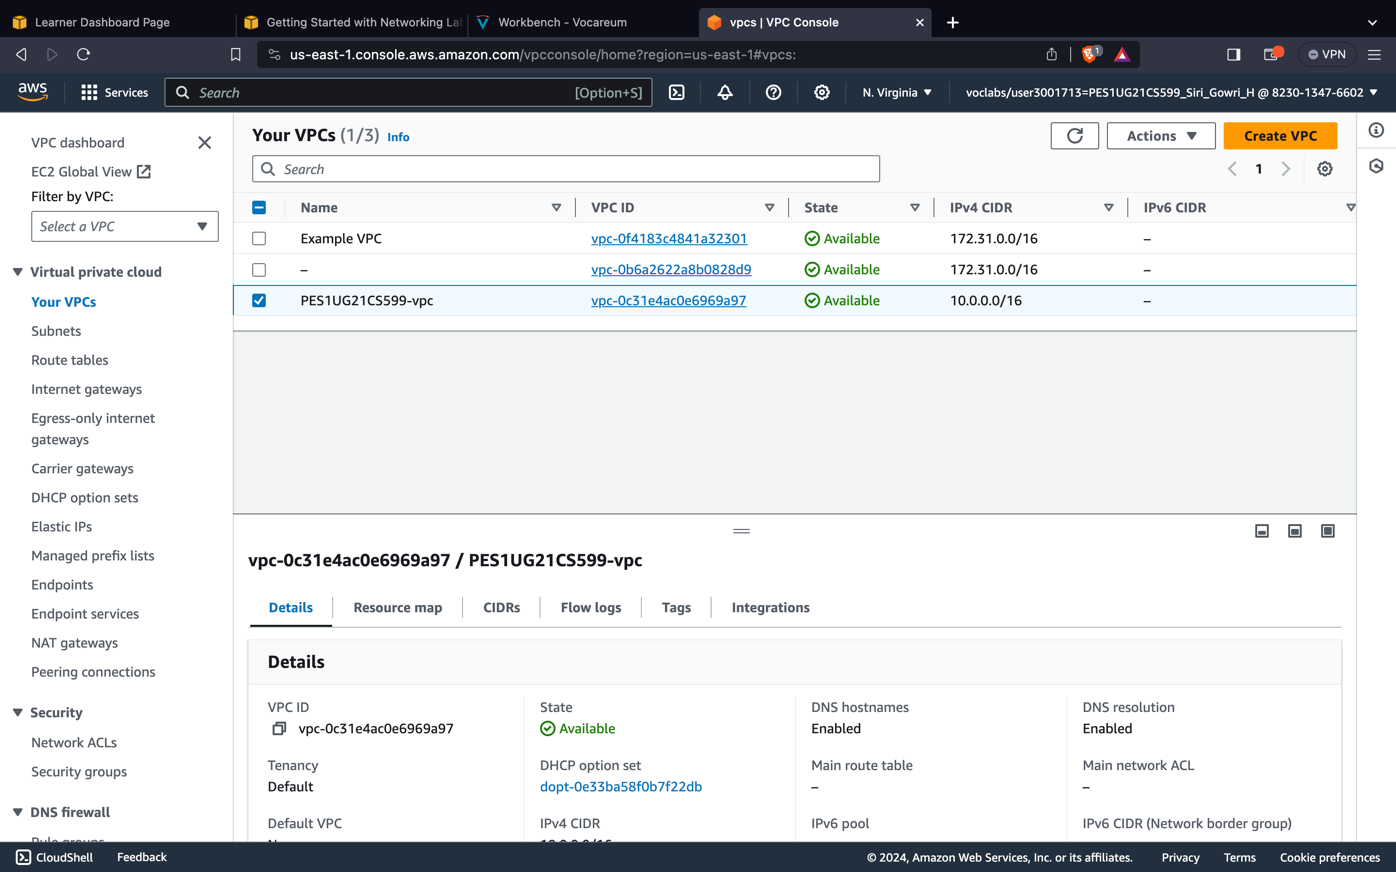 Learner Dashboard Page
Getting Started with Networking La
Workbench - Vocareum
vpcs | VPC Console
us-east-1.console.aws.amazon.com/vpcconsole/home?region=us-east-1#vpcs:
1
VPN
aws
Services
Search
[Option+S]
N. Virginia
voclabs/user3001713=PES1UG21CS599_Siri_Gowri_H @ 8230-1347-6602
VPC dashboard
EC2 Global View
Filter by VPC:
Select a VPC
Virtual private cloud
Your VPCs
Subnets
Route tables
Internet gateways
Egress-only internet
gateways
Carrier gateways
DHCP option sets
Elastic IPs
Managed prefix lists
Endpoints
Endpoint services
NAT gateways
Peering connections
Security
Network ACLs
Security groups
DNS firewall
Rule groups
Your VPCs (1/3) Info
Actions
Create VPC
Search
1
Name VPC ID State IPv4 CIDR IPv6 CIDR
Example VPC vpc-0f4183c4841a32301 Available 172.31.0.0/16 –
– vpc-0b6a2622a8b0828d9 Available 172.31.0.0/16 –
PES1UG21CS599-vpc vpc-0c31e4ac0e6969a97 Available 10.0.0.0/16 –
vpc-0c31e4ac0e6969a97 / PES1UG21CS599-vpc
Details Resource map CIDRs Flow logs Tags Integrations
Details
VPC ID
vpc-0c31e4ac0e6969a97
State
Available
DNS hostnames
Enabled
DNS resolution
Enabled
Tenancy
Default
DHCP option set
dopt-0e33ba58f0b7f22db
Main route table
–
Main network ACL
–
Default VPC
IPv4 CIDR
10.0.0.0/16
IPv6 pool
IPv6 CIDR (Network border group)
CloudShell
Feedback
© 2024, Amazon Web Services, Inc. or its affiliates.
Privacy
Terms
Cookie preferences